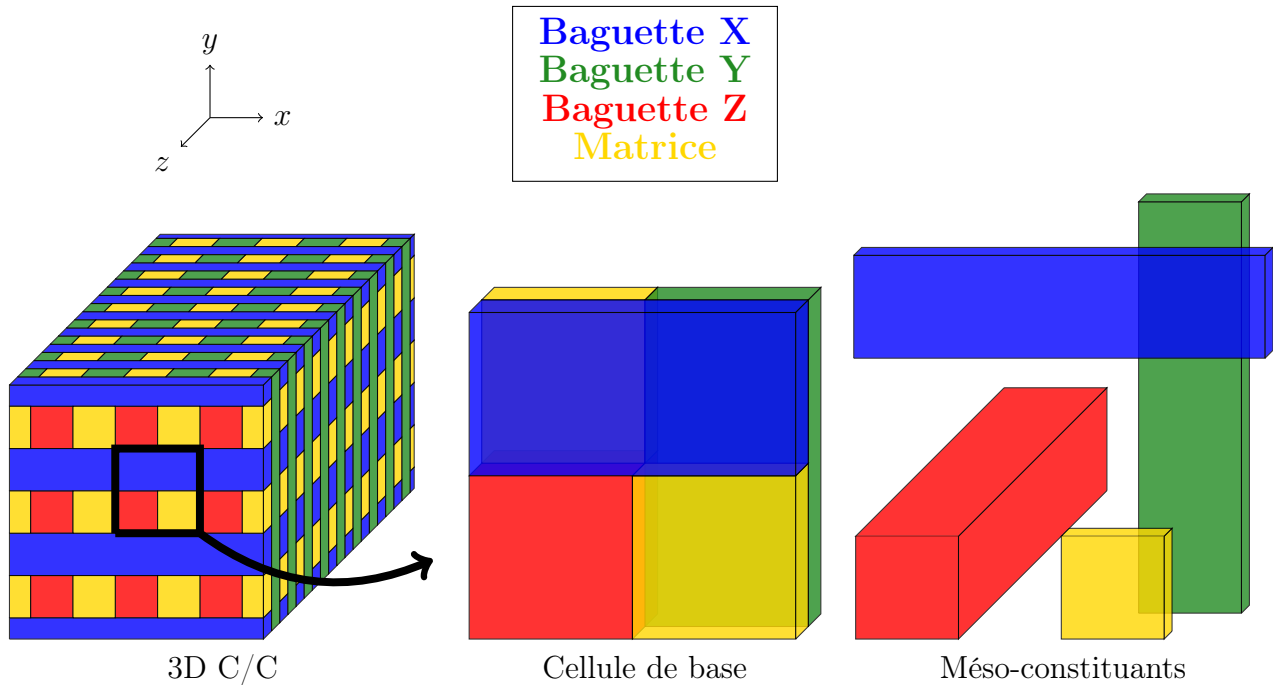 y
x
z
Baguette X
Baguette Y
Baguette Z
Matrice
3D C/C
Cellule de base
Méso-constituants